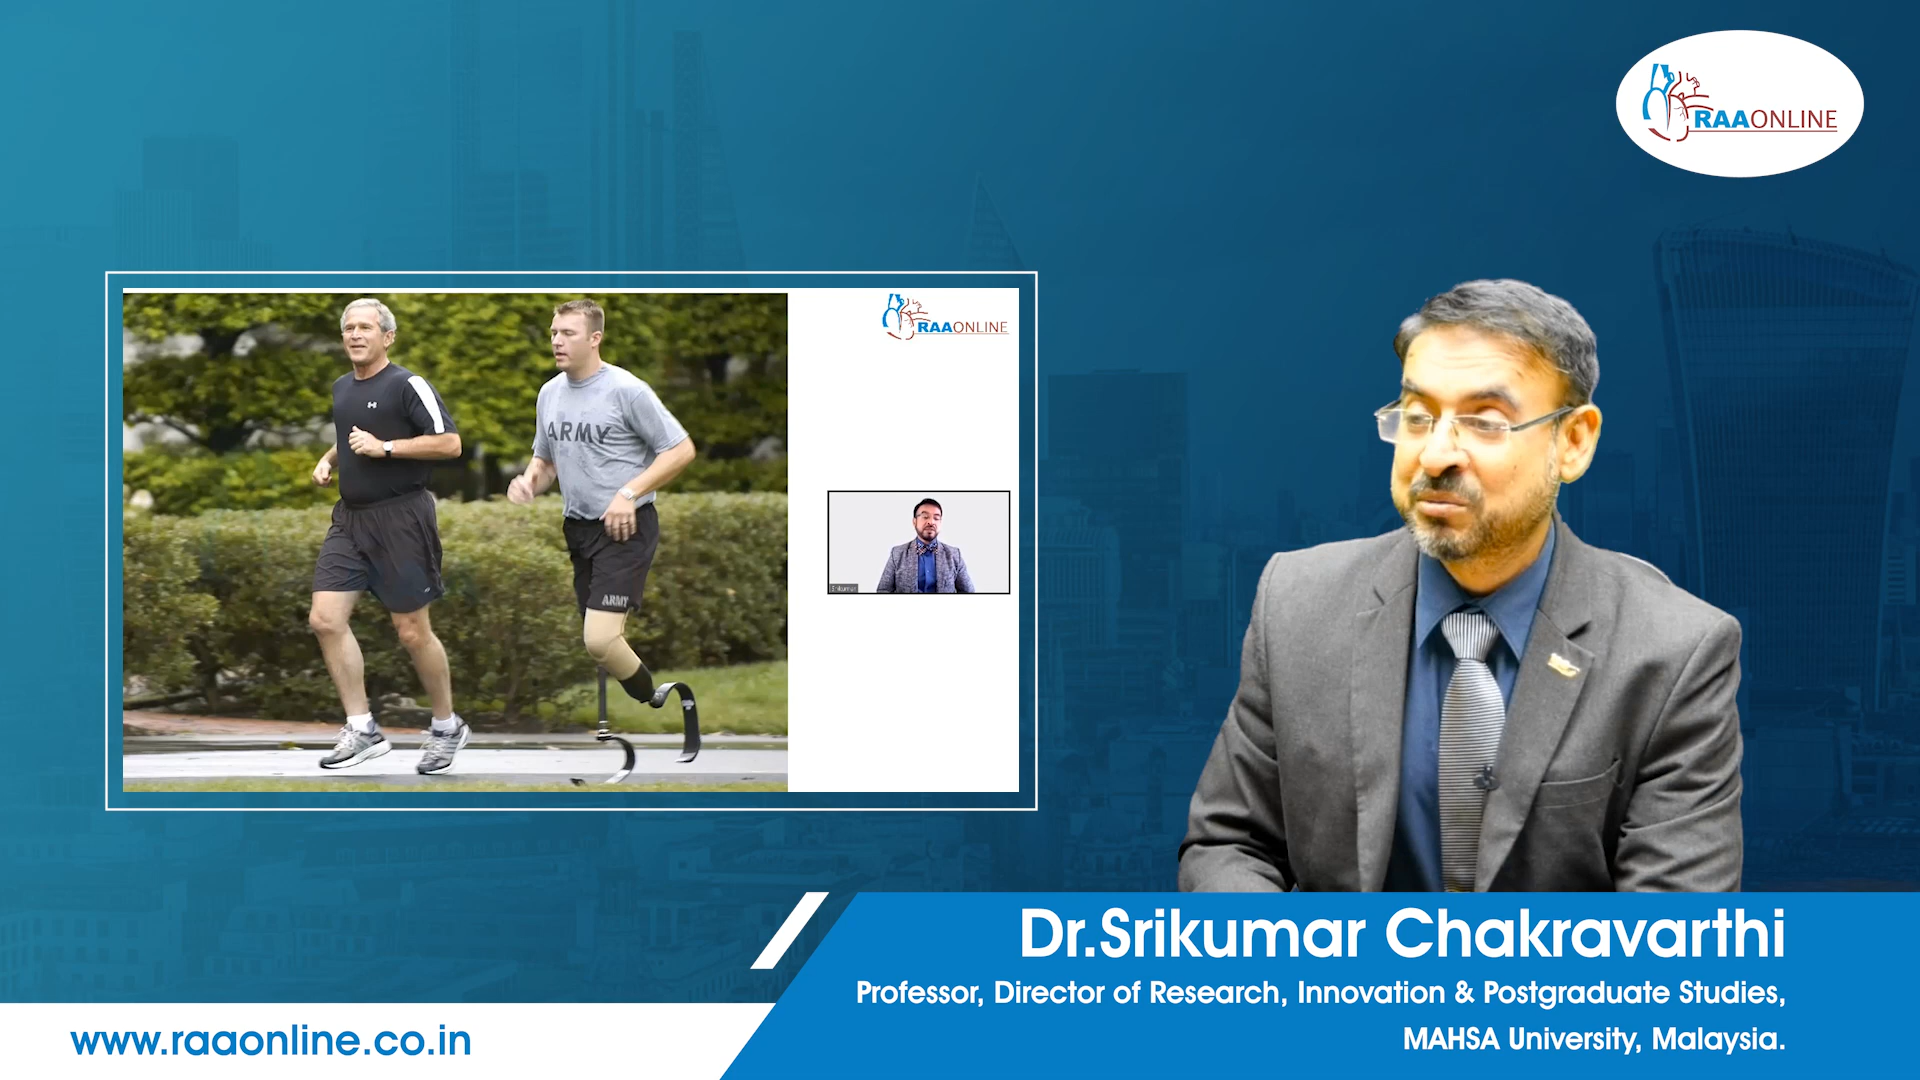 RAAONLINE
RAAONLINE
ARMY
ARMY
Srikumar
Dr.Srikumar Chakravarthi
Professor, Director of Research, Innovation & Postgraduate Studies,
MAHSA University, Malaysia.
www.raaonline.co.in